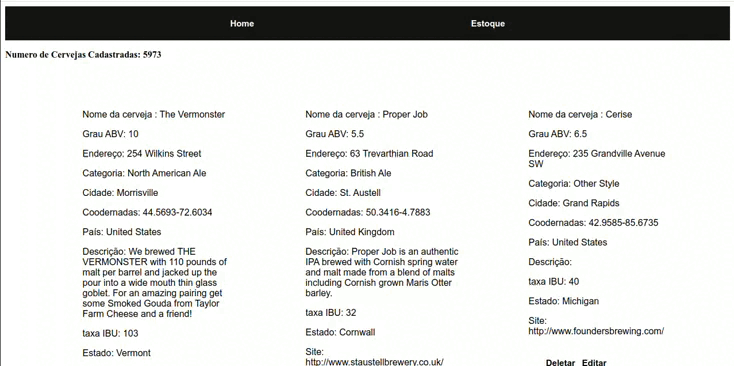 Home
Estoque
Numero de Cervejas Cadastradas: 5973
Nome da cerveja : The Vermonster
Grau ABV: 10
Endereço: 254 Wilkins Street
Categoria: North American Ale
Cidade: Morrisville
Coodernadas: 44.5693-72.6034
País: United States
Descrição: We brewed THE
VERMONSTER with 110 pounds of
malt per barrel and jacked up the
pour into a wide mouth thin glass
goblet. For an amazing pairing get
some Smoked Gouda from Taylor
Farm Cheese and a friend!
taxa IBU: 103
Estado: Vermont
Nome da cerveja : Proper Job
Grau ABV: 5.5
Endereço: 63 Trevarthian Road
Categoria: British Ale
Cidade: St. Austell
Coodernadas: 50.3416-4.7883
País: United Kingdom
Descrição: Proper Job is an authentic
IPA brewed with Cornish spring water
and malt made from a blend of malts
including Cornish grown Maris Otter
barley.
taxa IBU: 32
Estado: Cornwall
Site:
http://www.staustellbrewery.co.uk/
Nome da cerveja : Cerise
Grau ABV: 6.5
Endereço: 235 Grandville Avenue
SW
Categoria: Other Style
Cidade: Grand Rapids
Coodernadas: 42.9585-85.6735
País: United States
Descrição:
taxa IBU: 40
Estado: Michigan
Site:
http://www.foundersbrewing.com/
Deletar Editar